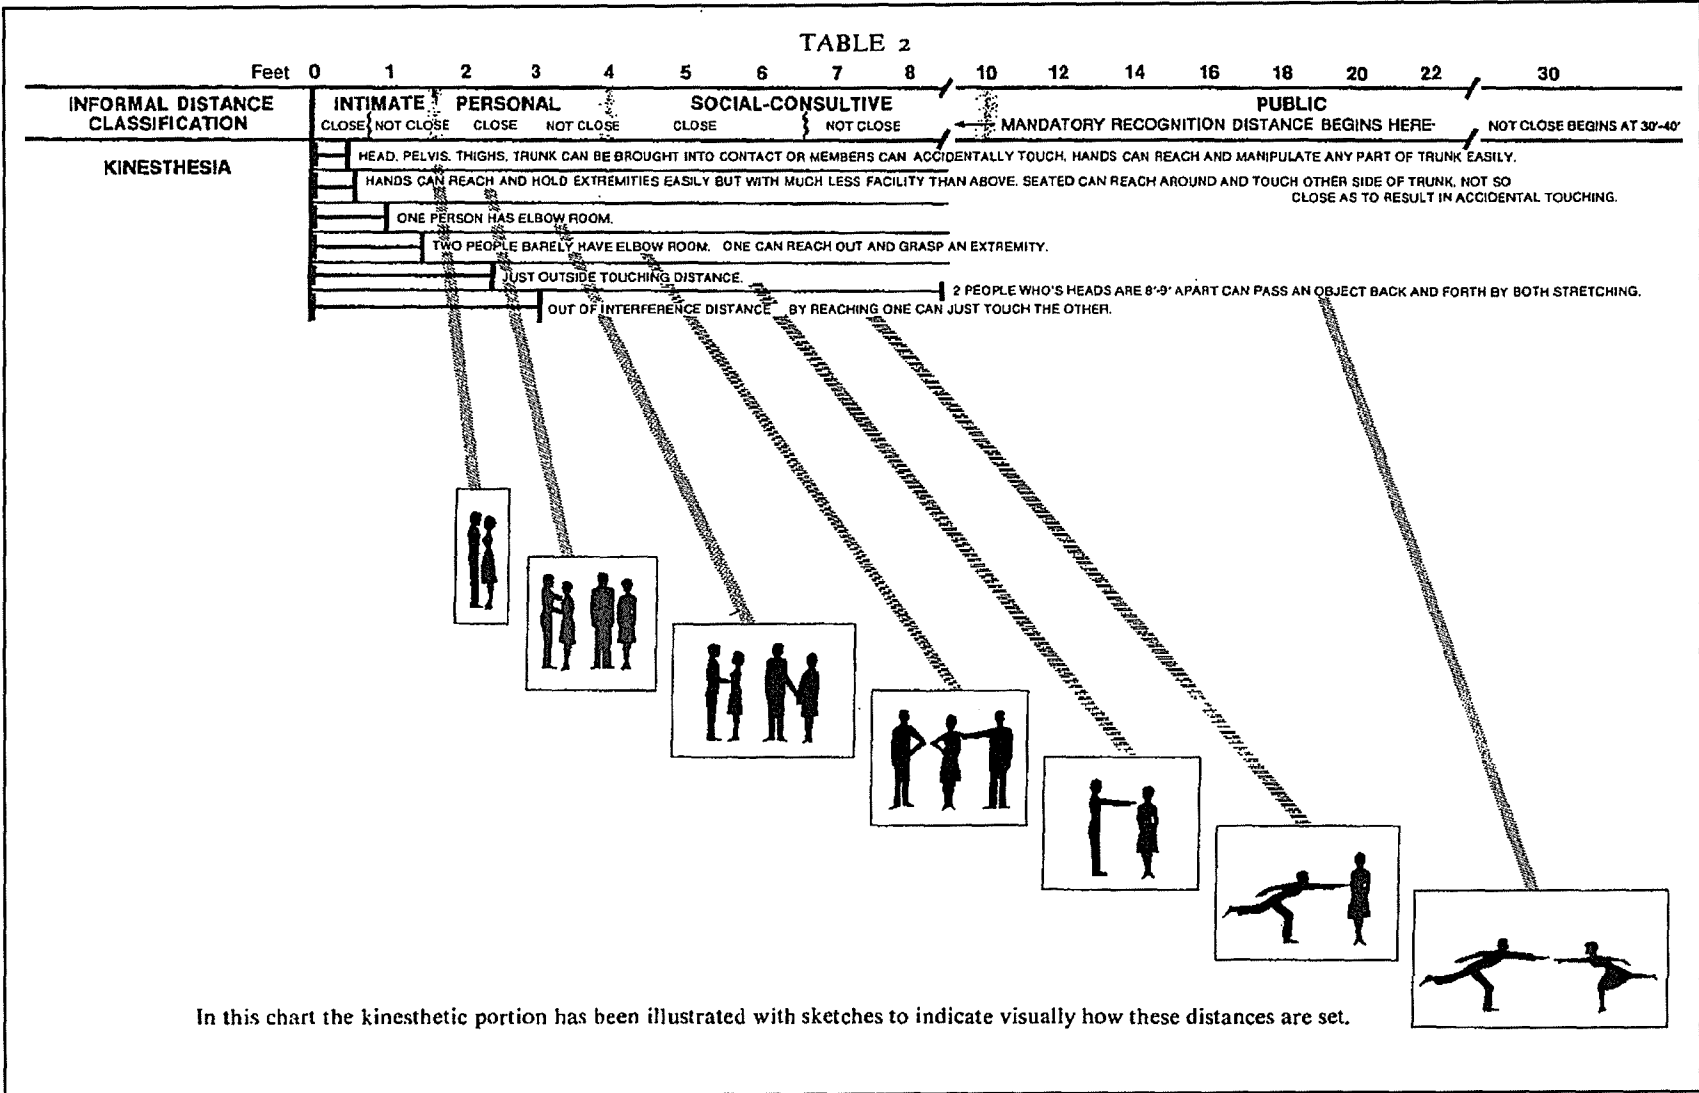 TABLE 2
Feet 0 1 2 3 4 5 6 7 8 10 12 14 16 18 20 22 30
INFORMAL DISTANCE CLASSIFICATION
INTIMATE PERSONAL SOCIAL-CONSULTIVE PUBLIC
CLOSE NOT CLOSE CLOSE NOT CLOSE CLOSE NOT CLOSE MANDATORY RECOGNITION DISTANCE BEGINS HERE NOT CLOSE BEGINS AT 30'-40'
KINESTHESIA
HEAD, PELVIS, THIGHS, TRUNK CAN BE BROUGHT INTO CONTACT OR MEMBERS CAN ACCIDENTALLY TOUCH. HANDS CAN REACH AND MANIPULATE ANY PART OF TRUNK EASILY.
HANDS CAN REACH AND HOLD EXTREMITIES EASILY BUT WITH MUCH LESS FACILITY THAN ABOVE. SEATED CAN REACH AROUND AND TOUCH OTHER SIDE OF TRUNK. NOT SO
CLOSE AS TO RESULT IN ACCIDENTAL TOUCHING.
ONE PERSON HAS ELBOW ROOM.
TWO PEOPLE BARELY HAVE ELBOW ROOM. ONE CAN REACH OUT AND GRASP AN EXTREMITY.
JUST OUTSIDE TOUCHING DISTANCE.
2 PEOPLE WHO'S HEADS ARE 8'-9' APART CAN PASS AN OBJECT BACK AND FORTH BY BOTH STRETCHING.
OUT OF INTERFERENCE DISTANCE BY REACHING ONE CAN JUST TOUCH THE OTHER.
In this chart the kinesthetic portion has been illustrated with sketches to indicate visually how these distances are set.